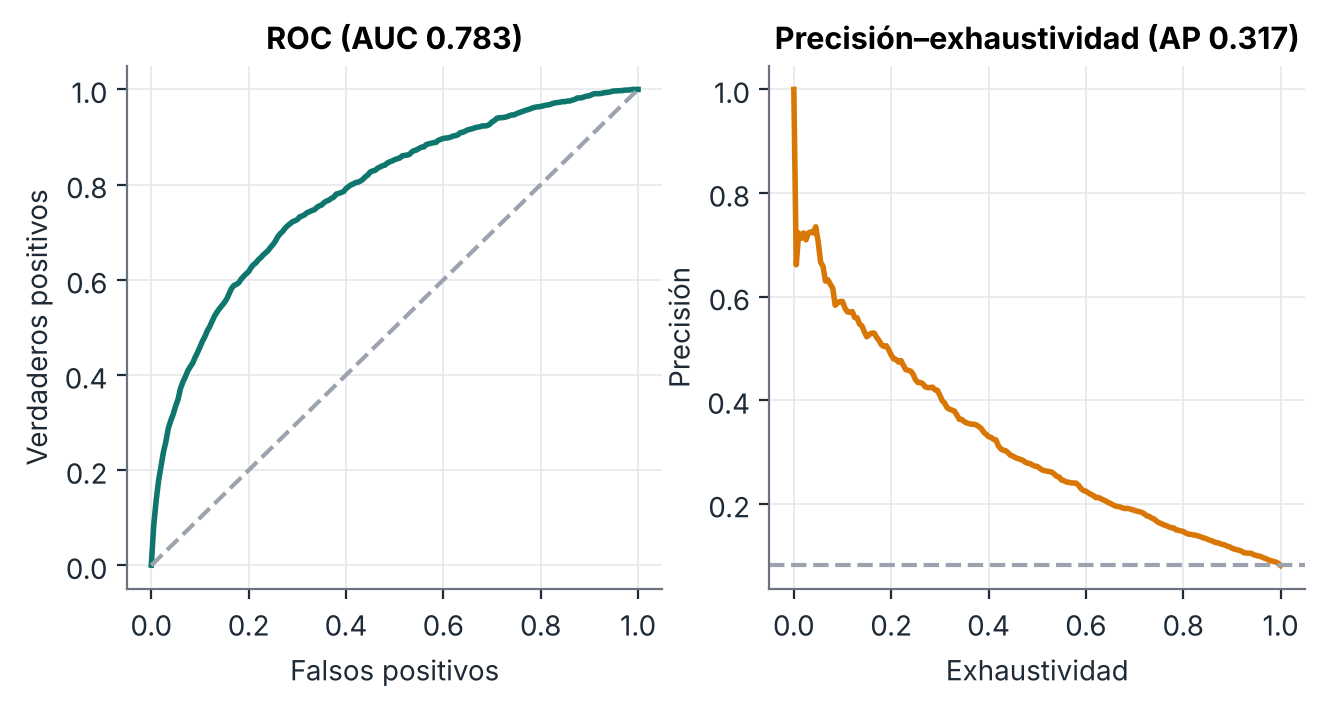 ROC (AUC 0.783)
Verdaderos positivos
1.0
0.8
0.6
0.4
0.2
0.0
0.0 0.2 0.4 0.6 0.8 1.0
Falsos positivos
Precisión–exhaustividad (AP 0.317)
Precisión
1.0
0.8
0.6
0.4
0.2
0.0 0.2 0.4 0.6 0.8 1.0
Exhaustividad